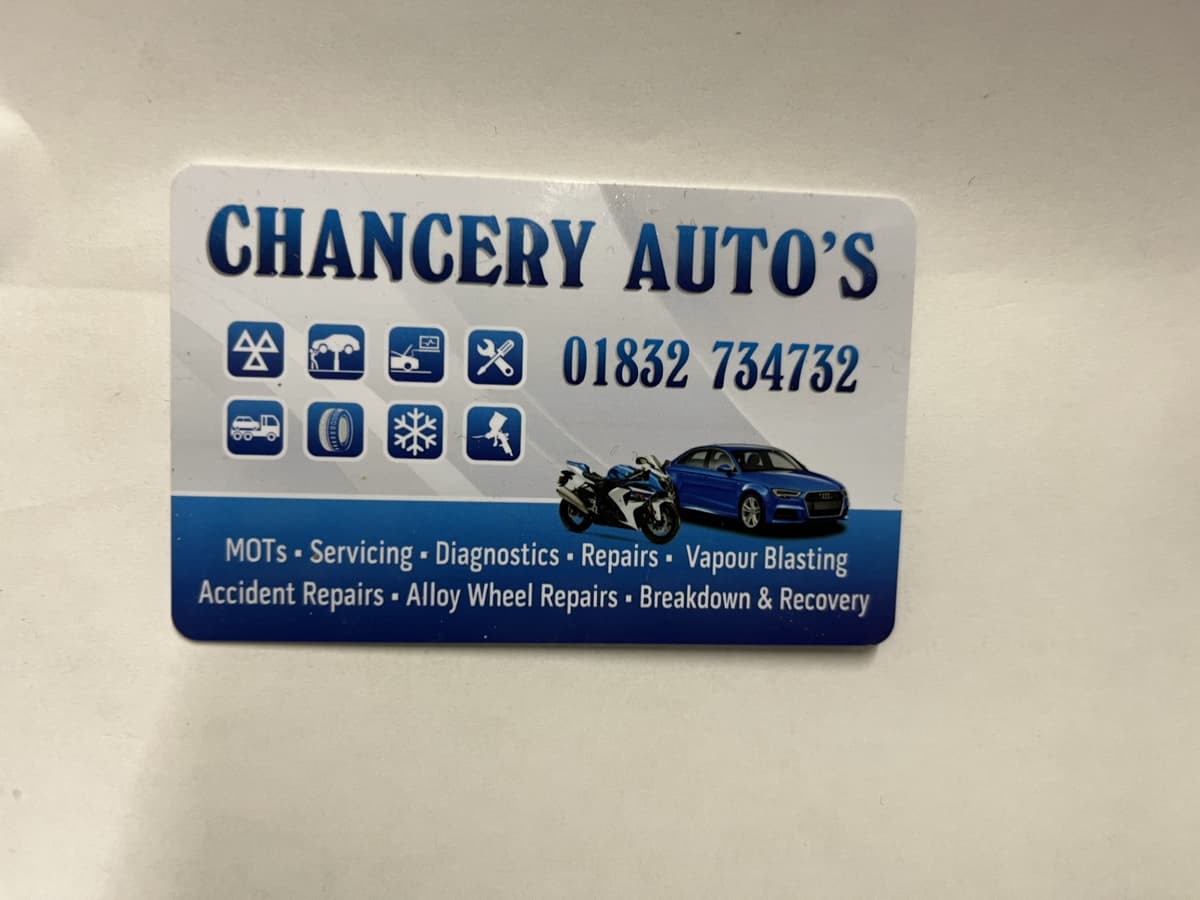 CHANCERY AUTO'S
01832 734732
MOTs ▪ Servicing ▪ Diagnostics ▪ Repairs ▪ Vapour Blasting
Accident Repairs ▪ Alloy Wheel Repairs ▪ Breakdown & Recovery